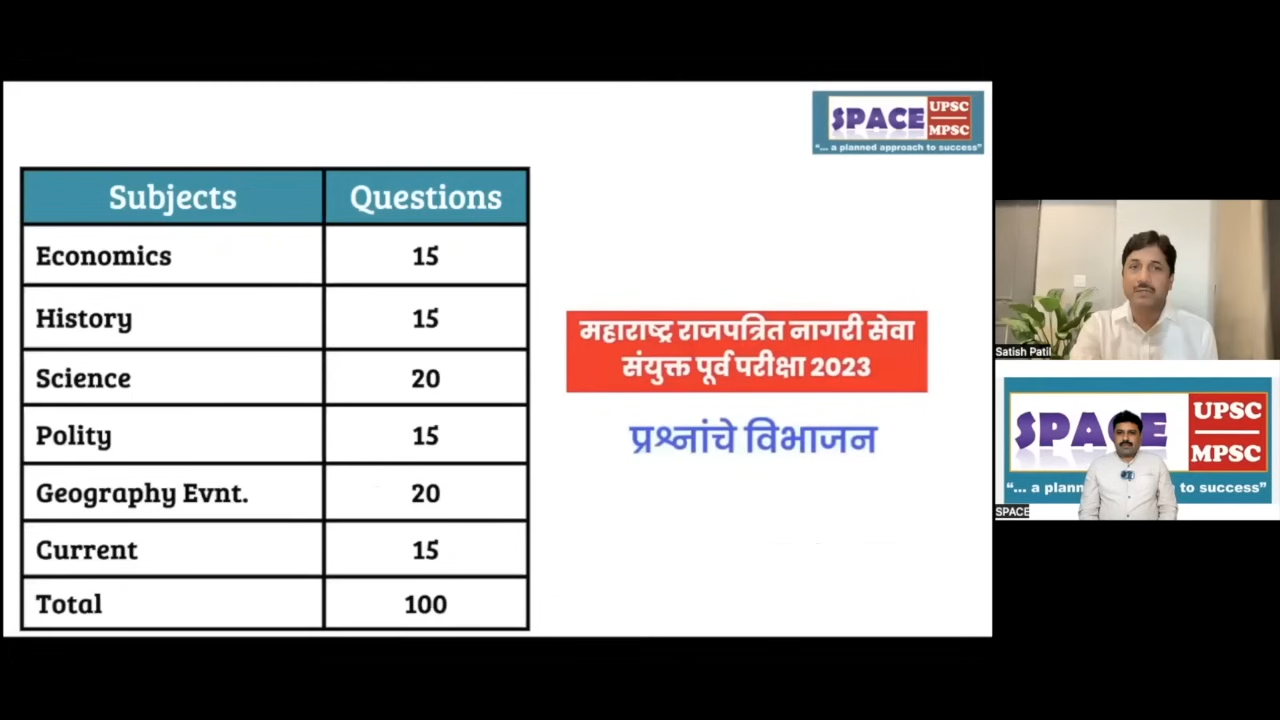 SPACE UPSC
MPSC
“... a planned approach to success”
Subjects Questions
Economics 15
History 15
Science 20
Polity 15
Geography Evnt. 20
Current 15
Total 100
महाराष्ट्र राजपत्रित नागरी सेवा
संयुक्त पूर्व परीक्षा 2023
प्रश्नांचे विभाजन
Satish Patil
SPA E UPSC
MPSC
“... a plann to success”
SPACE